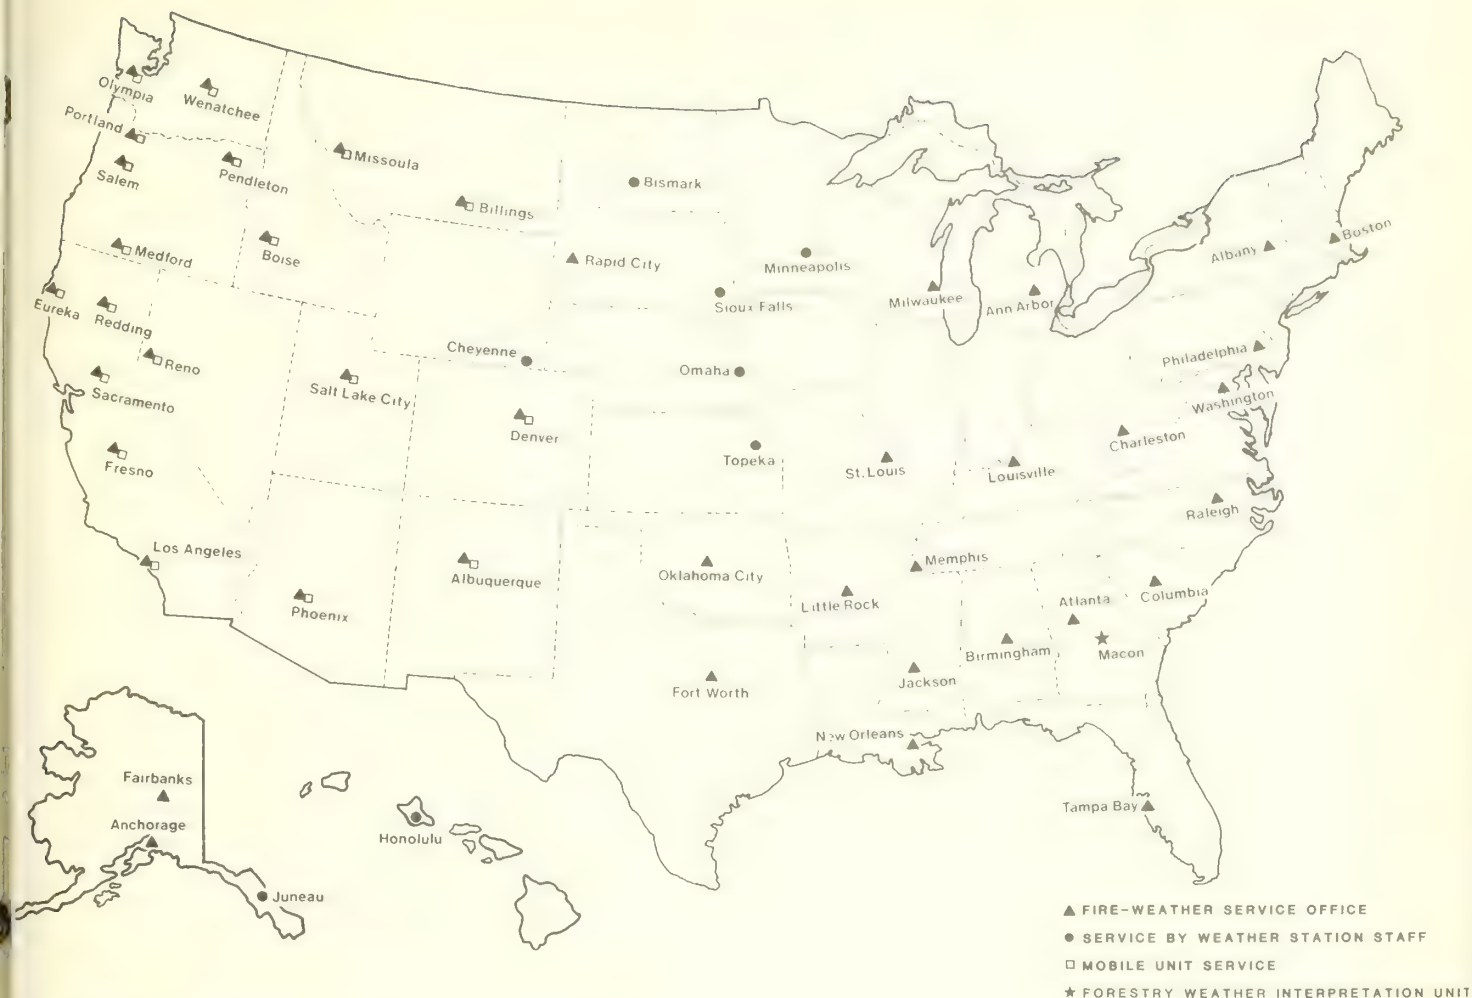 Olympia
Wenatchee
Portland
Salem
Pendleton
Missoula
Billings
Bismark
Medford
Boise
Rapid City
Minneapolis
Sioux Falls
Milwaukee
Ann Arbor
Albany
Boston
Eureka
Redding
Reno
Sacramento
Salt Lake City
Cheyenne
Denver
Omaha
Philadelphia
Washington
Charleston
Fresno
Topeka
St. Louis
Louisville
Raleigh
Los Angeles
Phoenix
Albuquerque
Oklahoma City
Memphis
Little Rock
Atlanta
Columbia
Birmingham
Macon
Fort Worth
Jackson
New Orleans
Tampa Bay
Fairbanks
Anchorage
Juneau
Honolulu
FIRE-WEATHER SERVICE OFFICE
SERVICE BY WEATHER STATION STAFF
MOBILE UNIT SERVICE
FORESTRY WEATHER INTERPRETATION UNIT